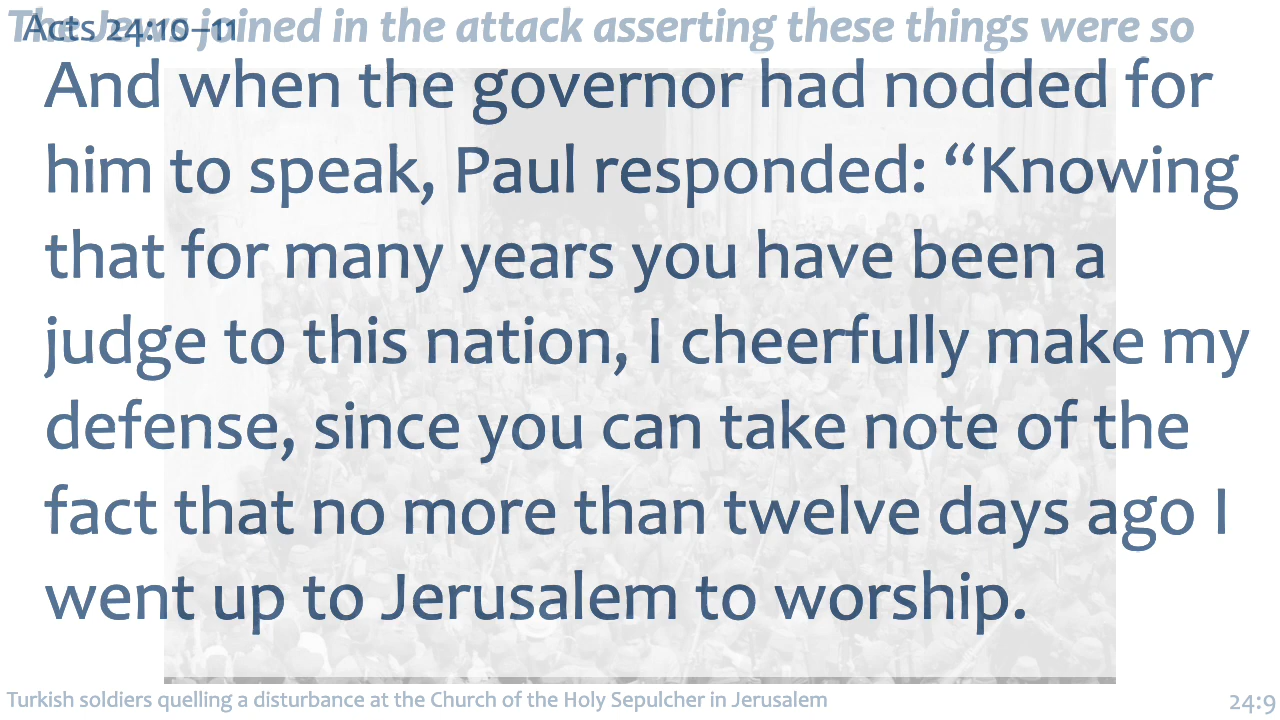 The Jews joined in the attack asserting these things were so
Acts 24:10–11
And when the governor had nodded for
him to speak, Paul responded: “Knowing
that for many years you have been a
judge to this nation, I cheerfully make my
defense, since you can take note of the
fact that no more than twelve days ago I
went up to Jerusalem to worship.
Turkish soldiers quelling a disturbance at the Church of the Holy Sepulcher in Jerusalem
24:9